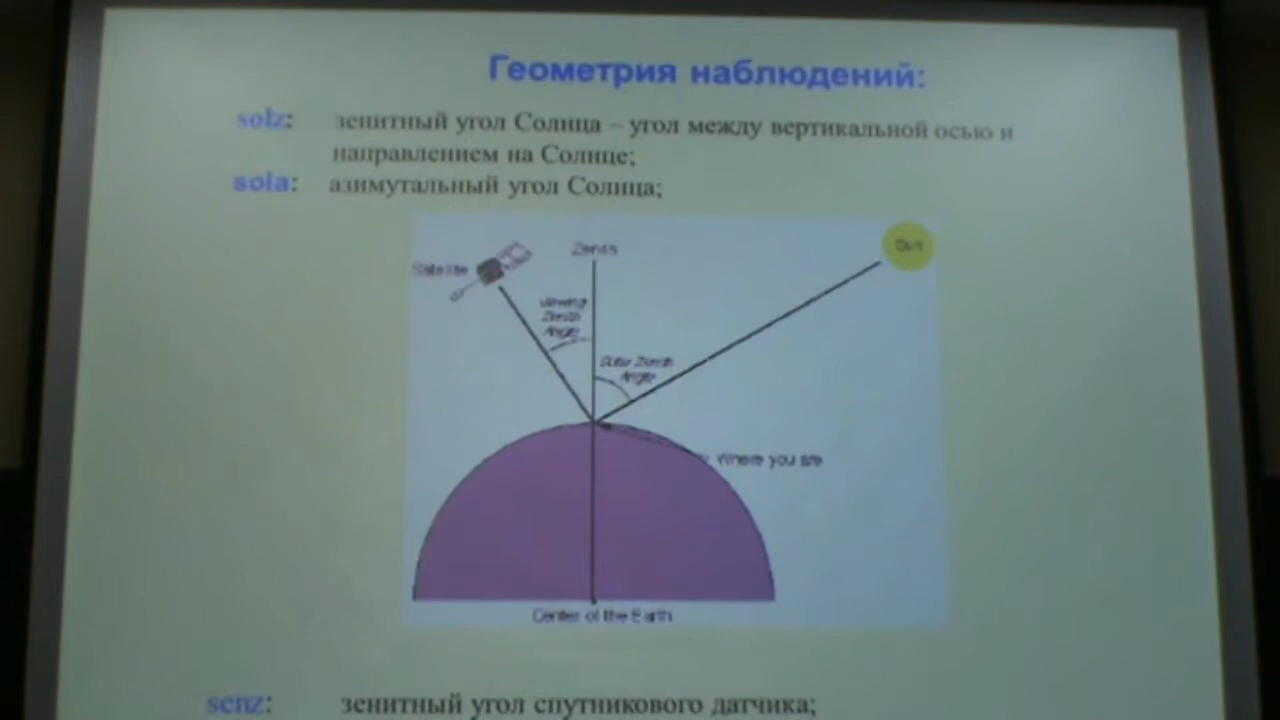 Геометрия наблюдений:
solz: зенитный угол Солнца – угол между вертикальной осью и
направлением на Солнце;
sola: азимутальный угол Солнца;
Zenith
Sun
Satellite
Viewing
Zenith
Angle
Solar Zenith
Angle
Where you are
Center of the Earth
senz: зенитный угол спутникового датчика;